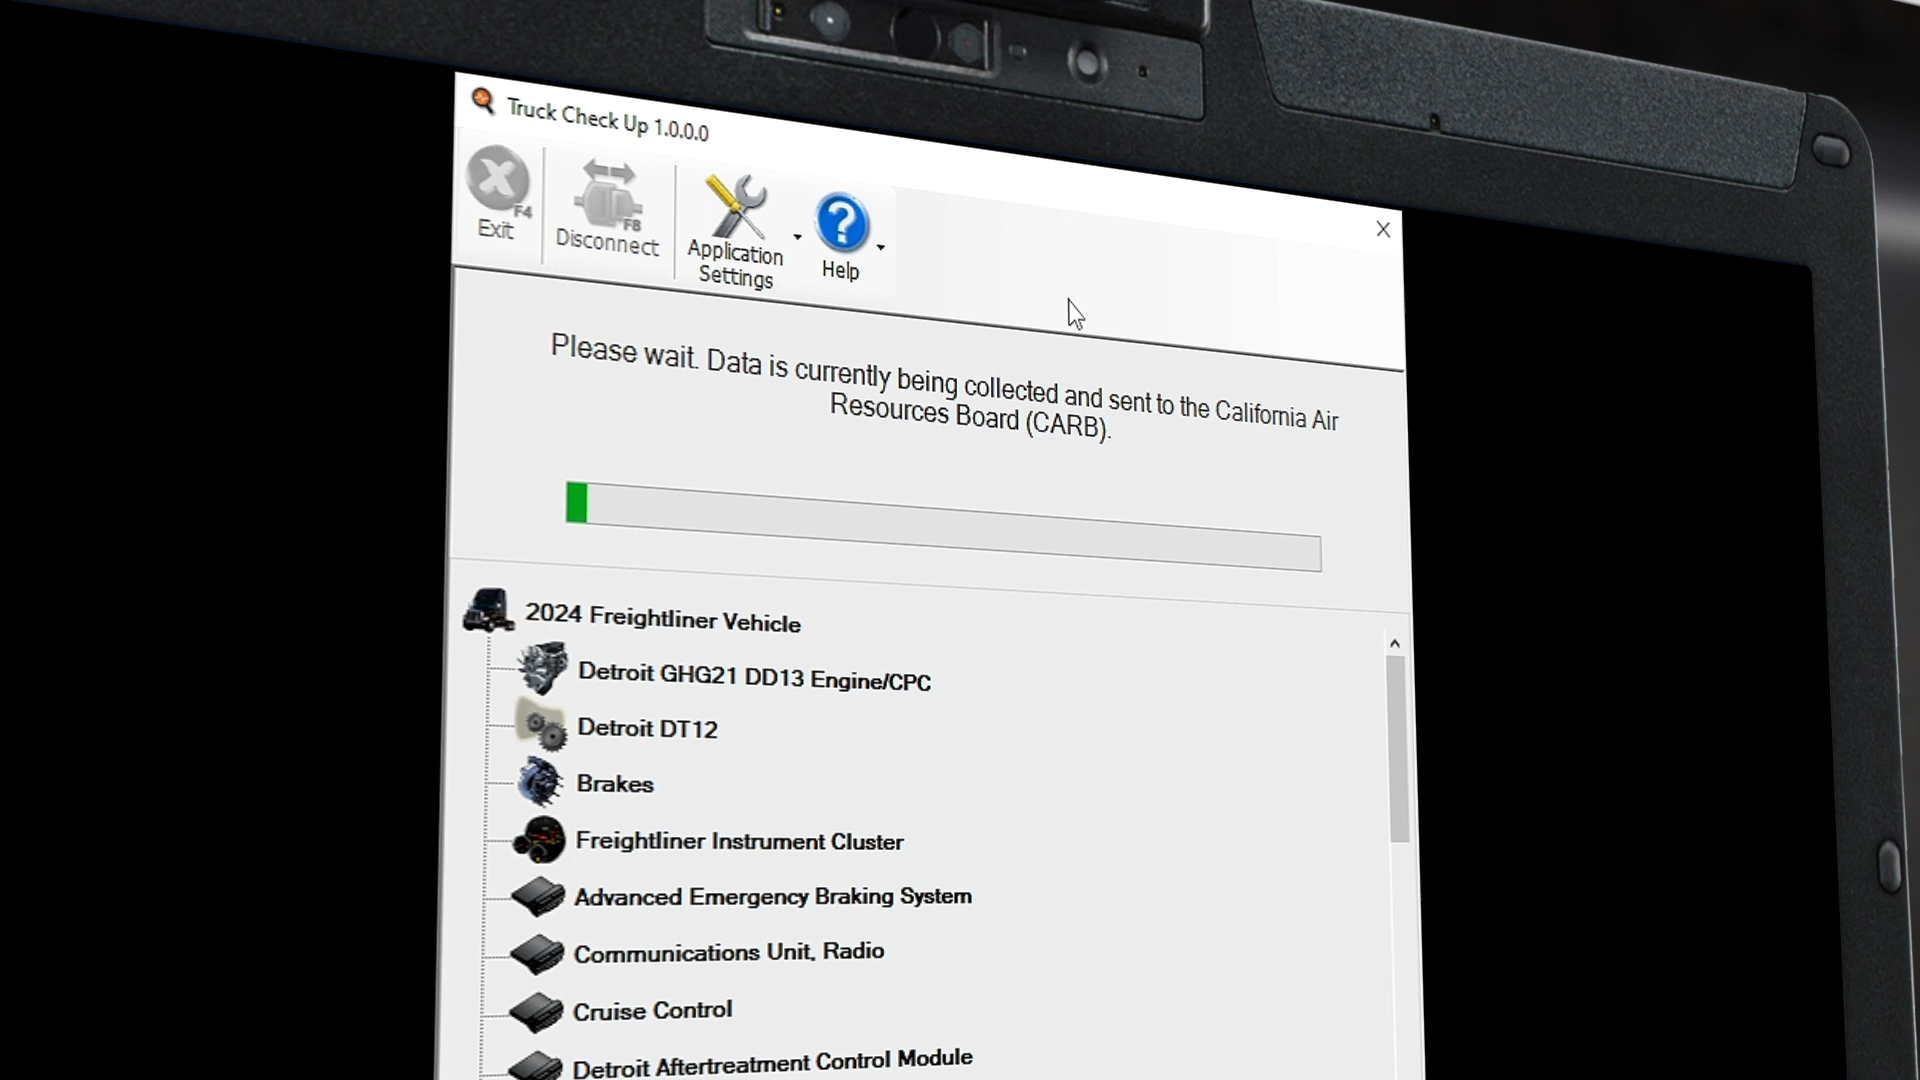 Truck Check Up 1.0.0.0
F4
Exit
F8
Disconnect
Application
Settings
Help
Please wait. Data is currently being collected and sent to the California Air
Resources Board (CARB).
2024 Freightliner Vehicle
Detroit GHG21 DD13 Engine/CPC
Detroit DT12
Brakes
Freightliner Instrument Cluster
Advanced Emergency Braking System
Communications Unit, Radio
Cruise Control
Detroit Aftertreatment Control Module